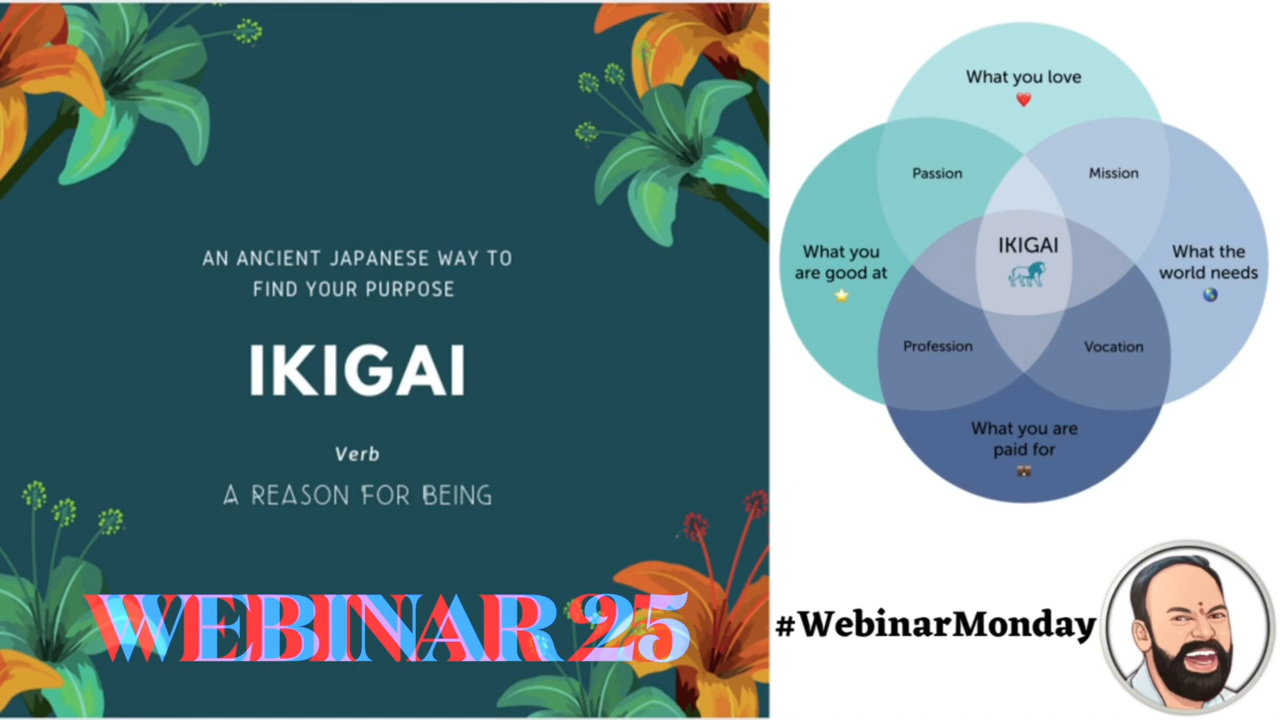 AN ANCIENT JAPANESE WAY TO
FIND YOUR PURPOSE
IKIGAI
Verb
A REASON FOR BEING
WEBINAR 25
What you love
Passion
Mission
What you
are good at
IKIGAI
What the
world needs
Profession
Vocation
What you are
paid for
#WebinarMonday